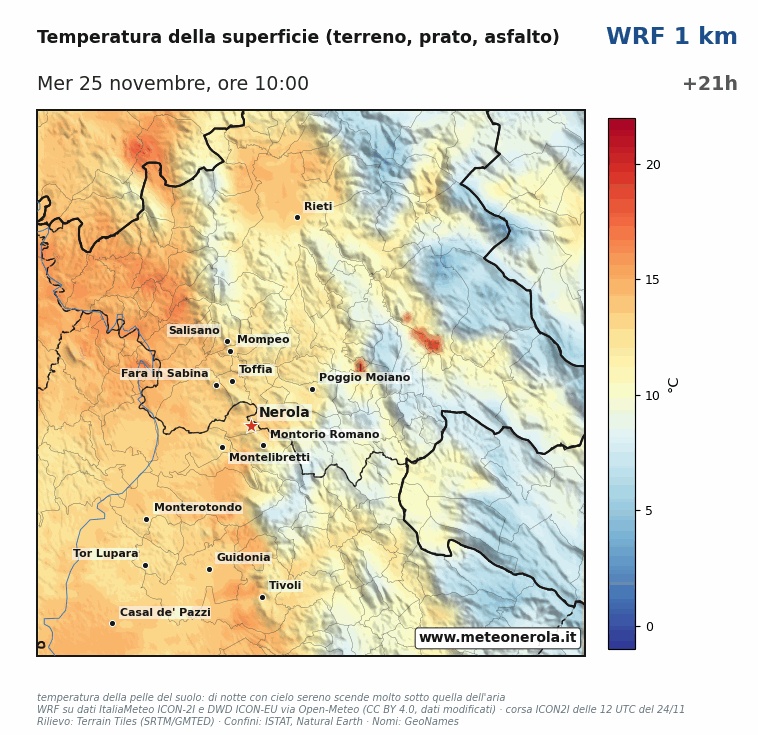 Temperatura della superficie (terreno, prato, asfalto)
WRF 1 km
Mer 25 novembre, ore 10:00
+21h
Rieti
Salisano
Mompeo
Toffia
Fara in Sabina
Poggio Moiano
Nerola
Montorio Romano
Montelibretti
Monterotondo
Tor Lupara
Guidonia
Tivoli
Casal de' Pazzi
www.meteonerola.it
20
15
10
5
0
°C
temperatura della pelle del suolo: di notte con cielo sereno scende molto sotto quella dell'aria
WRF su dati ItaliaMeteo ICON-2I e DWD ICON-EU via Open-Meteo (CC BY 4.0, dati modificati) · corsa ICON2I delle 12 UTC del 24/11
Rilievo: Terrain Tiles (SRTM/GMTED) · Confini: ISTAT, Natural Earth · Nomi: GeoNames